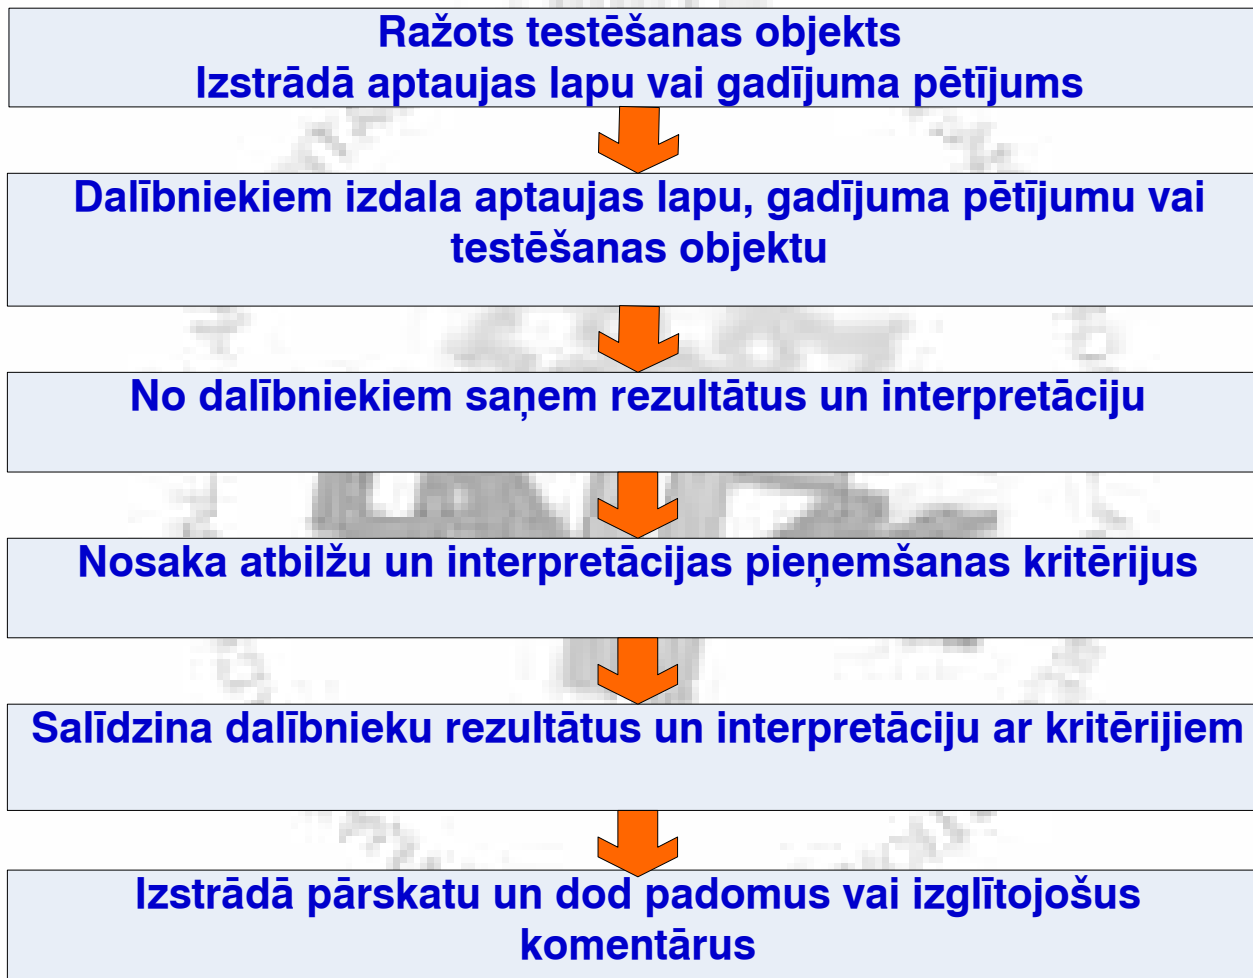 Ražots testēšanas objekts
Izstrādā aptaujas lapu vai gadījuma pētījums
Dalībniekiem izdala aptaujas lapu, gadījuma pētījumu vai
testēšanas objektu
No dalībniekiem saņem rezultātus un interpretāciju
Nosaka atbilžu un interpretācijas pieņemšanas kritērijus
Salīdzina dalībnieku rezultātus un interpretāciju ar kritērijiem
Izstrādā pārskatu un dod padomus vai izglītojošus
komentārus